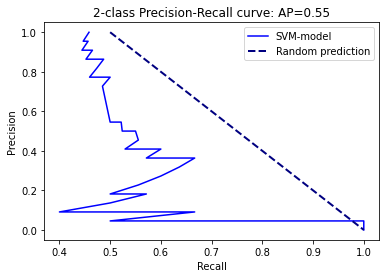 2-class Precision-Recall curve: AP=0.55
SVM-model
Random prediction
Precision
1.0
0.8
0.6
0.4
0.2
0.0
0.4 0.5 0.6 0.7 0.8 0.9 1.0
Recall